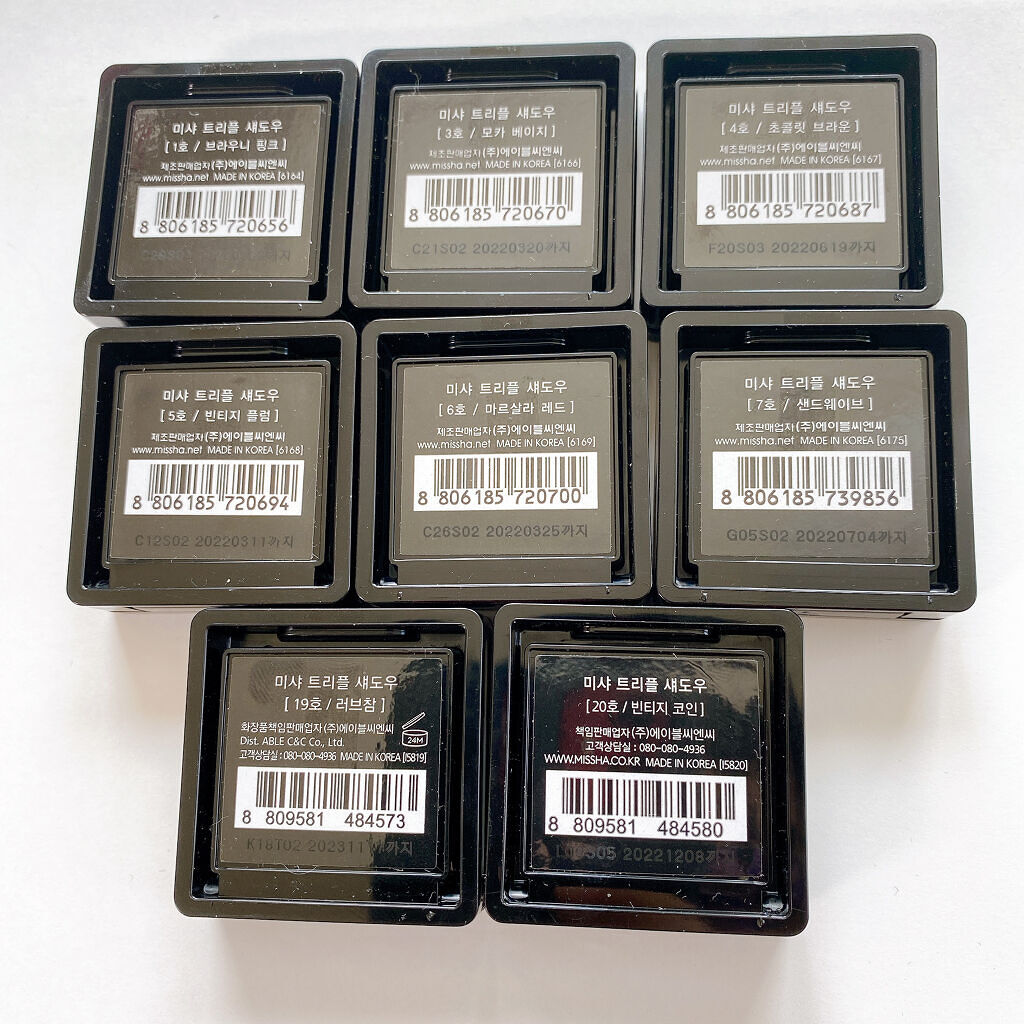 미샤 트리플 섀도우
[ 1호 / 브라우니 핑크 ]
제조판매업자 (주)에이블씨엔씨
www.missha.net MADE IN KOREA [6164]
8 806185 720656
미샤 트리플 섀도우
[ 3호 / 모카 베이지 ]
제조판매업자 (주)에이블씨엔씨
www.missha.net MADE IN KOREA [6166]
8 806185 720670
C21S02 20220320까지
미샤 트리플 섀도우
[ 4호 / 초콜릿 브라운 ]
제조판매업자 (주)에이블씨엔씨
www.missha.net MADE IN KOREA [6167]
8 806185 720687
F20S03 20220619까지
미샤 트리플 섀도우
[ 5호 / 빈티지 플럼 ]
제조판매업자 (주)에이블씨엔씨
www.missha.net MADE IN KOREA [6168]
8 806185 720694
C12S02 20220311까지
미샤 트리플 섀도우
[ 6호 / 마르살라 레드 ]
제조판매업자 (주)에이블씨엔씨
www.missha.net MADE IN KOREA [6169]
8 806185 720700
C26S02 20220325까지
미샤 트리플 섀도우
[ 7호 / 샌드웨이브 ]
제조판매업자 (주)에이블씨엔씨
www.missha.net MADE IN KOREA [6175]
8 806185 739856
G05S02 20220704까지
미샤 트리플 섀도우
[ 19호 / 러브참 ]
화장품책임판매업자 (주)에이블씨엔씨
Dist. ABLE C&C Co., Ltd.
24M
고객상담실 : 080-080-4936 MADE IN KOREA [15819]
8 809581 484573
K18T02
미샤 트리플 섀도우
[ 20호 / 빈티지 코인 ]
책임판매업자 (주)에이블씨엔씨
고객상담실 : 080-080-4936
WWW.MISSHA.CO.KR MADE IN KOREA [15820]
8 809581 484580
20221208까지